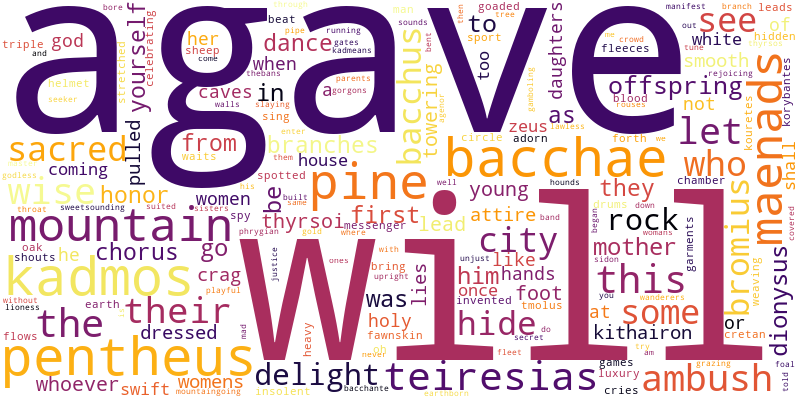 agave
will
bacchae
kadmos
pentheus
pine
mountain
teiresias
maenads
ambush
sacred
bacchus
the
their
this
city
hide
let
who
some
see
wise
rock
delight
bromius
dionysus
offspring
yourself
dance
god
her
triple
bore
and
beat
sheep
caves
in
a
when
to
too
as
daughters
towering
man
sounds
through
pipe
running
gates
kadmeans
come
thebans
walls
gorgons
parents
slaying
sing
bent
then
goaded
tree
sport
crowd
me
fleeces
blood
rouses
lawless
we
gamboling
agenor
out
white
smooth
not
manifest
branch
leads
of
hidden
tune
thyrsos
rejoicing
korybantes
kouretes
shall
covered
told
foal
weaving
garments
chamber
forth
circle
adorn
zeus
house
enter
them
waits
from
branches
spotted
stretched
celebrating
helmet
seeker
pulled
coming
honor
women
spy
his
built
same
be
thyrsoi
first
messenger
attire
lead
young
they
mother
hands
like
him
once
foot
invented
tmolus
well
band
down
began
womans
sidon
where
you
wanderers
at
kithairon
or
cretan
try
am
grazing
games
luxury
cries
insolent
do
secret
fleet
earthborn
unjust
lies
was
holy
bring
upright
with
fawnskin
oh
never
heavy
ones
gold
phrygian
justice
mad
bacchante
mountaingoing
womens
swift
whoever
flows
earth
dressed
playful
without
lioness
shouts
oak
he
chorus
crag
go
throat
sweetsounding
suited
sisters
godless
is
hounds